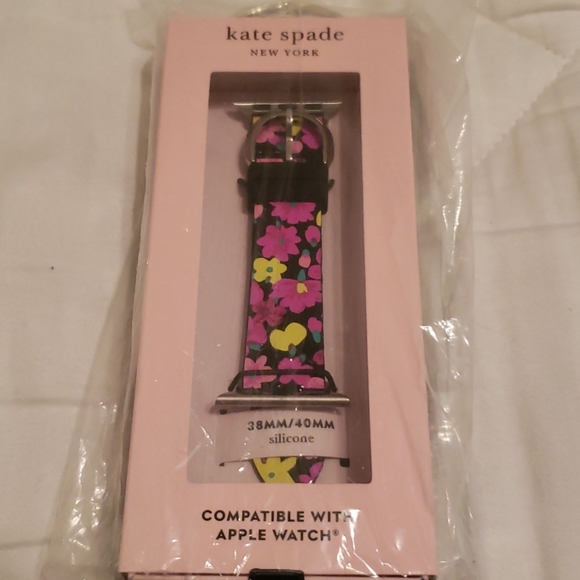 kate spade
NEW YORK
38MM/40MM
silicone
COMPATIBLE WITH
APPLE WATCH®